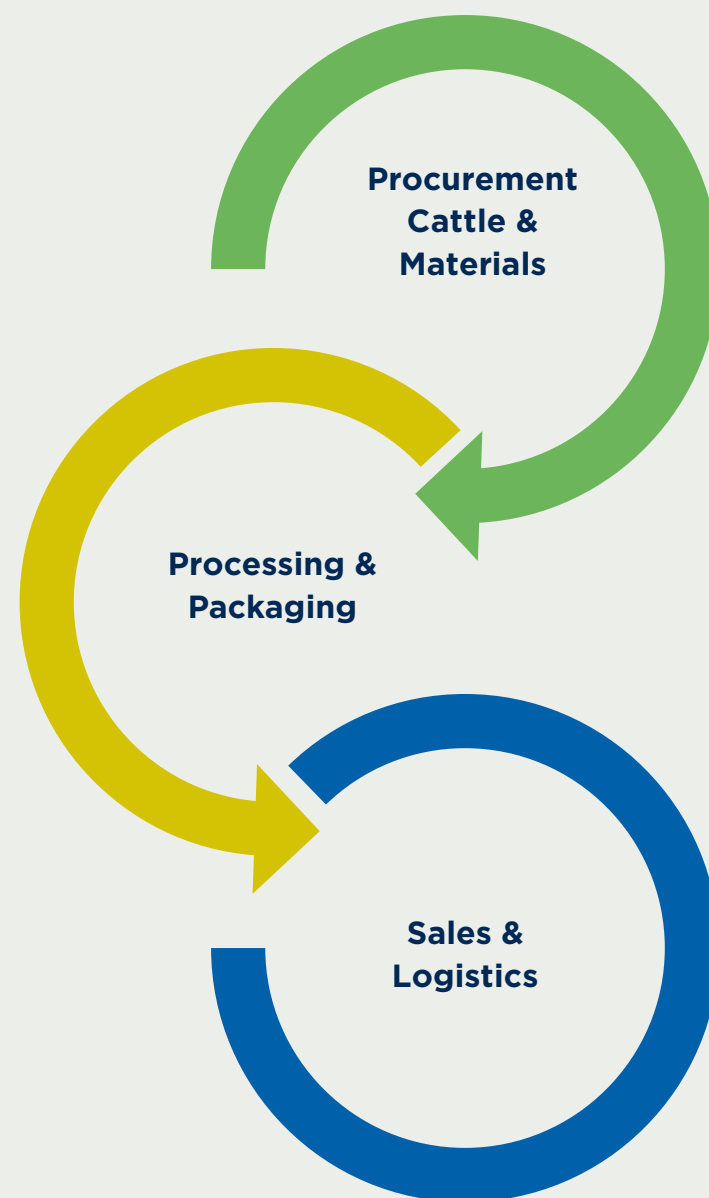 Procurement
Cattle &
Materials
Processing &
Packaging
Sales &
Logistics